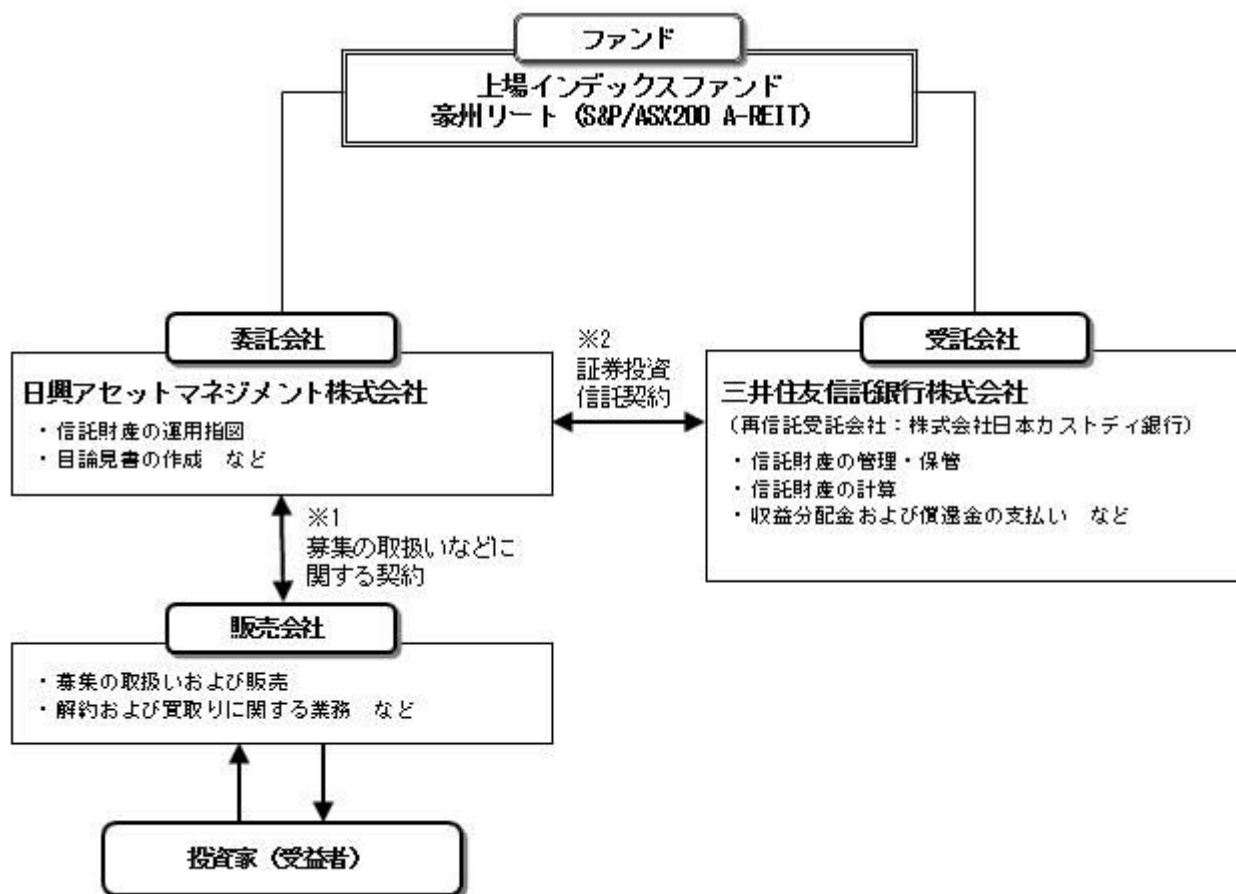 ファンド
上場インデックスファンド
豪州リート（S&P/ASX200 A-REIT）
委託会社
日興アセットマネジメント株式会社
・信託財産の運用指図
・目論見書の作成　など
※2
証券投資
信託契約
受託会社
三井住友信託銀行株式会社
（再信託受託会社：株式会社日本カストディ銀行）
・信託財産の管理・保管
・信託財産の計算
・収益分配金および償還金の支払い　など
※1
募集の取扱いなどに
関する契約
販売会社
・募集の取扱いおよび販売
・解約および買取りに関する業務　など
投資家（受益者）